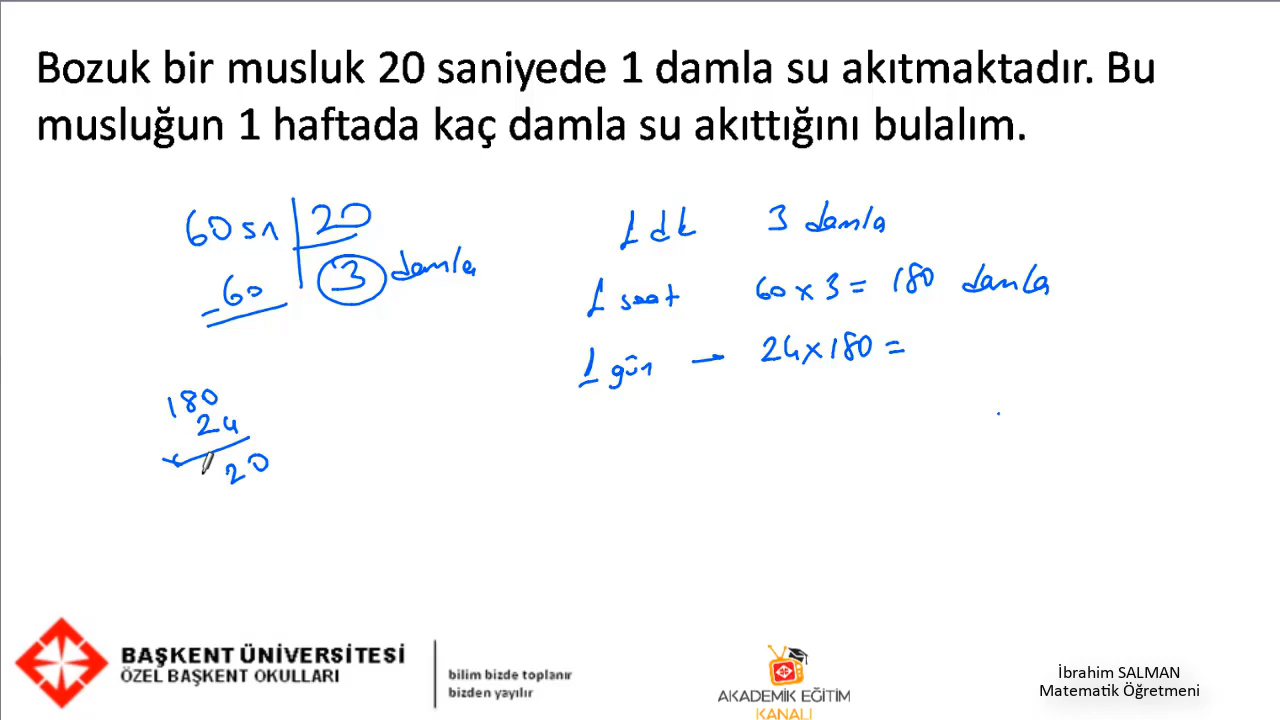 Bozuk bir musluk 20 saniyede 1 damla su akıtmaktadır. Bu
musluğun 1 haftada kaç damla su akıttığını bulalım.
60 sn 20
60 3 damla
1 dk 3 damla
1 saat 60 x 3 = 180 damla
1 gün → 24 x 180 =
180
24
20
BAŞKENT ÜNİVERSİTESİ
ÖZEL BAŞKENT OKULLARI
bilim bizde toplanır
bizden yayılır
AKADEMİK EĞİTİM
KANALI
İbrahim SALMAN
Matematik Öğretmeni